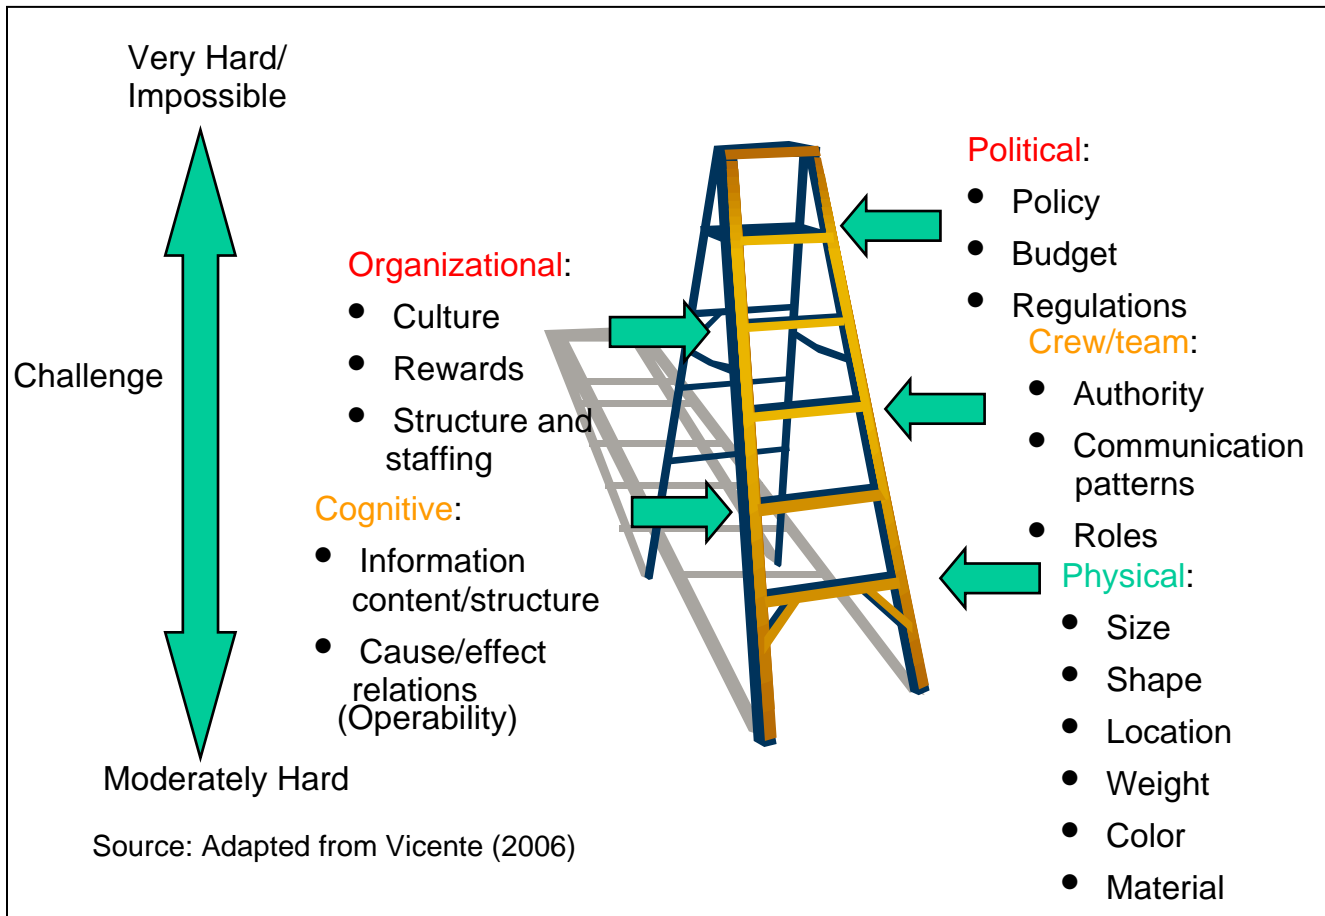 Very Hard/
Impossible
Challenge
Moderately Hard
Organizational:
• Culture
• Rewards
• Structure and
staffing
Cognitive:
• Information
content/structure
• Cause/effect
relations
(Operability)
Political:
• Policy
• Budget
• Regulations
Crew/team:
• Authority
• Communication
patterns
• Roles
Physical:
• Size
• Shape
• Location
• Weight
• Color
• Material
Source: Adapted from Vicente (2006)